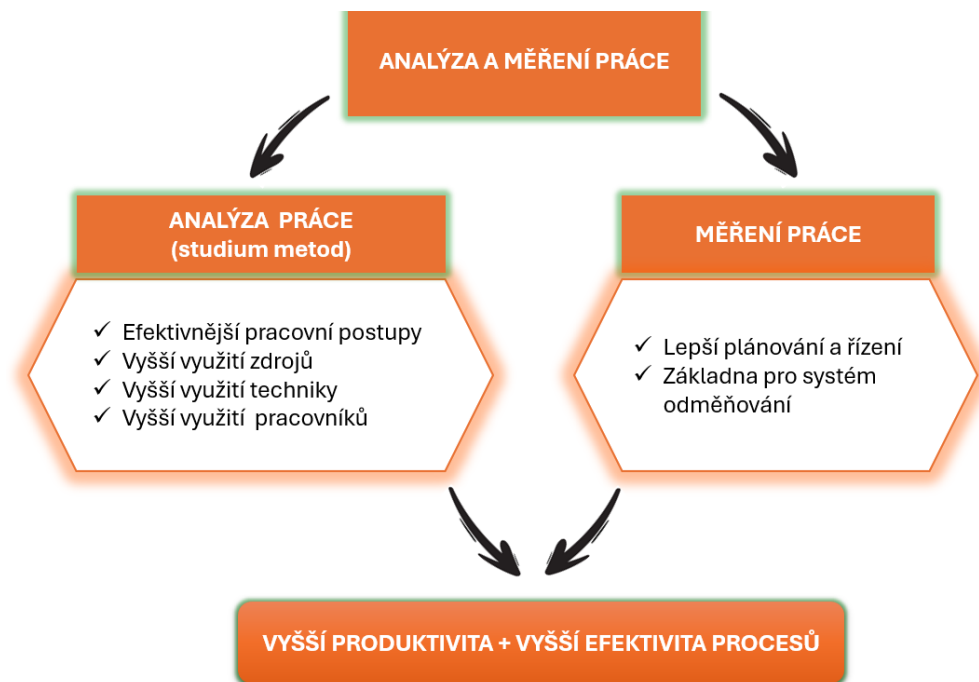 ANALÝZA A MĚŘENÍ PRÁCE
ANALÝZA PRÁCE
(studium metod)
✓ Efektivnější pracovní postupy
✓ Vyšší využití zdrojů
✓ Vyšší využití techniky
✓ Vyšší využití pracovníků
MĚŘENÍ PRÁCE
✓ Lepší plánování a řízení
✓ Základna pro systém
odměňování
VYŠŠÍ PRODUKTIVITA + VYŠŠÍ EFEKTIVITA PROCESŮ